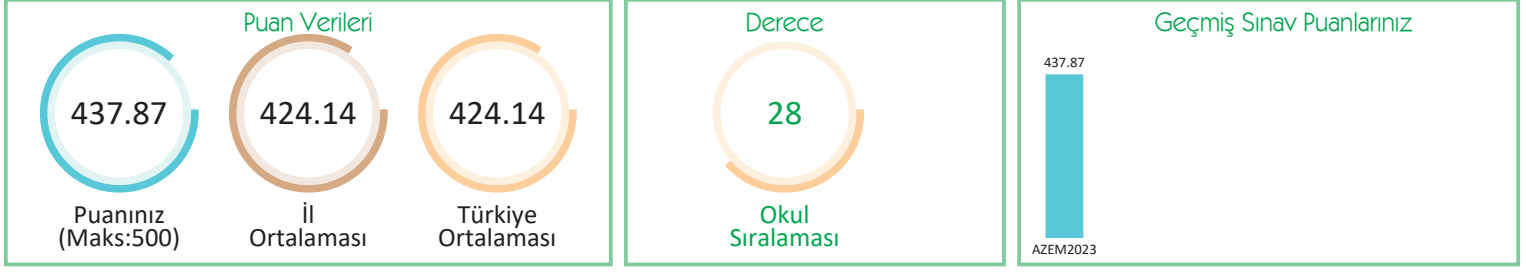 Puan Verileri
437.87
424.14
424.14
Puanınız
(Maks:500)
İl
Ortalaması
Türkiye
Ortalaması
Derece
28
Okul
Sıralaması
Geçmiş Sınav Puanlarınız
437.87
AZEM2023